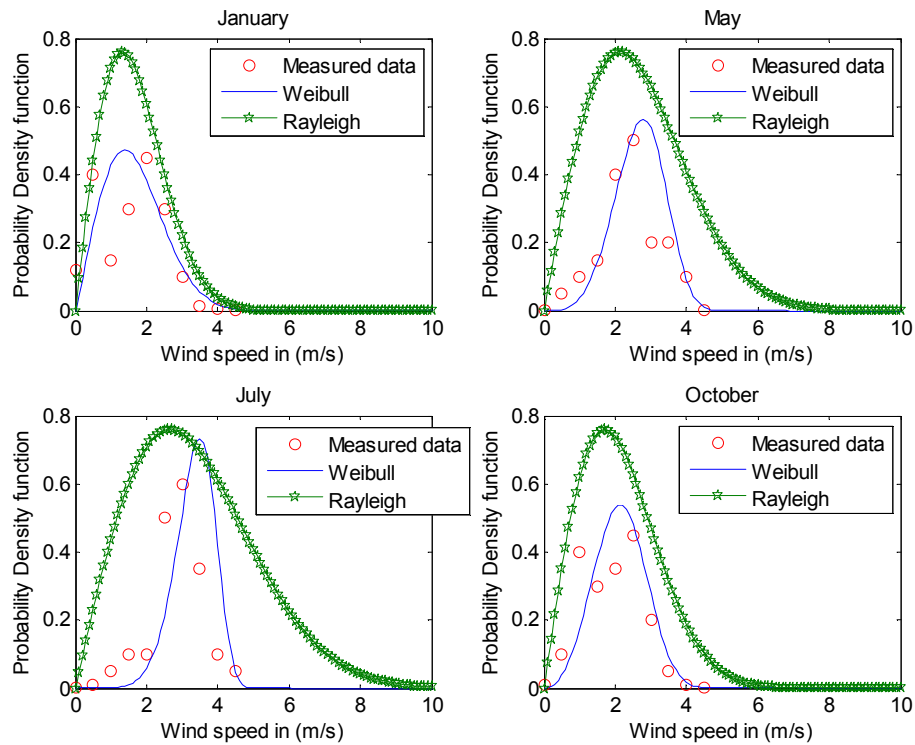 January
Probability Density function
0.8
0.6
0.4
0.2
0
Measured data
Weibull
Rayleigh
0 2 4 6 8 10
Wind speed in (m/s)
May
Probability Density function
0.8
0.6
0.4
0.2
0
Measured data
Weibull
Rayleigh
0 2 4 6 8 10
Wind speed in (m/s)
July
Probability Density function
0.8
0.6
0.4
0.2
0
Measured data
Weibull
Rayleigh
0 2 4 6 8 10
Wind speed in (m/s)
October
Probability Density function
0.8
0.6
0.4
0.2
0
Measured data
Weibull
Rayleigh
0 2 4 6 8 10
Wind speed in (m/s)